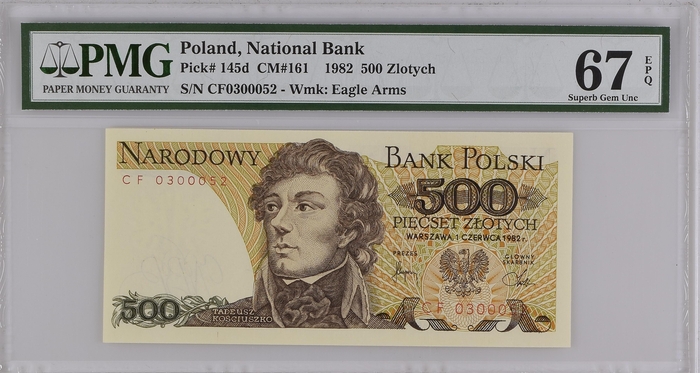 PMG
PAPER MONEY GUARANTY
Poland, National Bank
Pick# 145d CM#161 1982 500 Zlotych
S/N CF0300052 - Wmk: Eagle Arms
67 EPQ
Superb Gem Unc
NARODOWY BANK POLSKI
CF 0300052
500
PIĘCSET ZŁOTYCH
WARSZAWA 1 CZERWCA 1982 r.
PREZES
GŁÓWNY SKARBNIK
500
TADEUSZ
KOŚCIUSZKO
CF 0300052